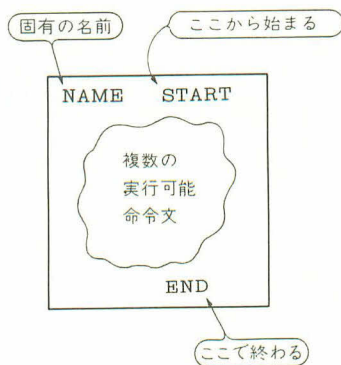 固有の名前
ここから始まる
NAME START
複数の
実行可能
命令文
END
ここで終わる